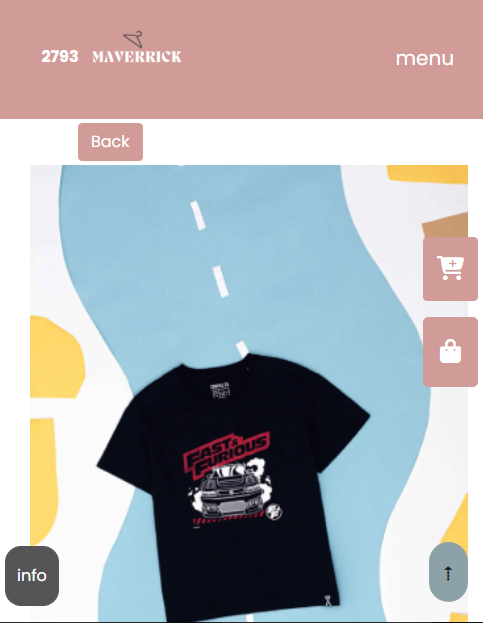 2793 MAVERRICK
menu
Back
FAST &
FURIOUS
info